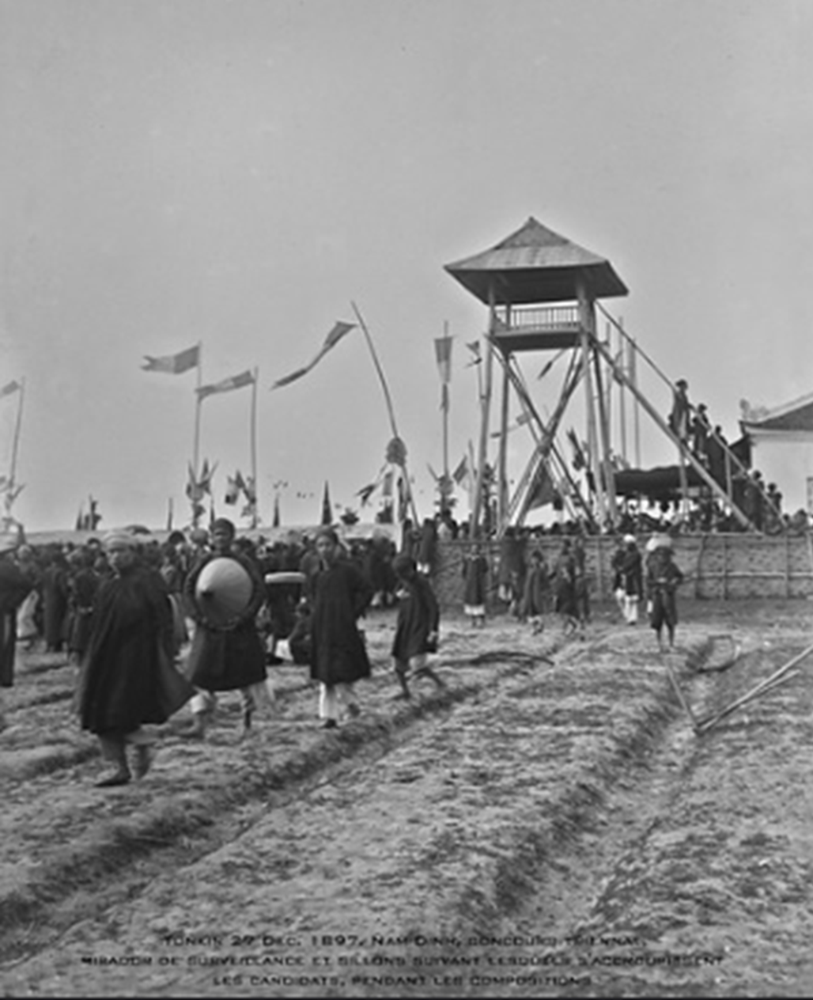 TONKIN 27 DEC. 1897. NAM-DINH, CONCOURS TRIENNAL.
MIRADOR DE SURVEILLANCE ET SILLONS SUIVANT LESQUELS S'ACCROUPISSENT
LES CANDIDATS, PENDANT LES COMPOSITIONS